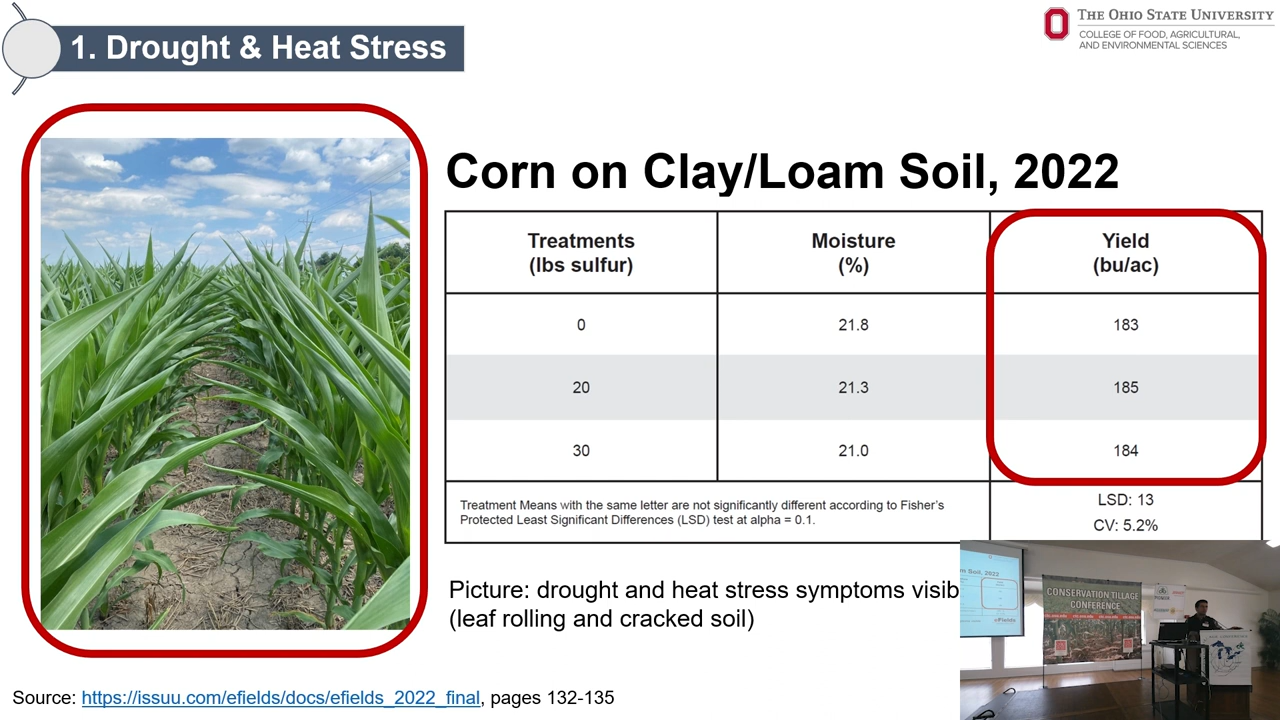 1. Drought & Heat Stress
THE OHIO STATE UNIVERSITY
COLLEGE OF FOOD, AGRICULTURAL,
AND ENVIRONMENTAL SCIENCES
Corn on Clay/Loam Soil, 2022
Treatments
(lbs sulfur)
Moisture
(%)
Yield
(bu/ac)
0
21.8
183
20
21.3
185
30
21.0
184
Treatment Means with the same letter are not significantly different according to Fisher's
Protected Least Significant Differences (LSD) test at alpha = 0.1.
LSD: 13
CV: 5.2%
Picture: drought and heat stress symptoms visib
(leaf rolling and cracked soil)
m Soil, 2022
CONSERVATION TILLAGE
CONFERENCE
Source: https://issuu.com/efields/docs/efields_2022_final, pages 132-135